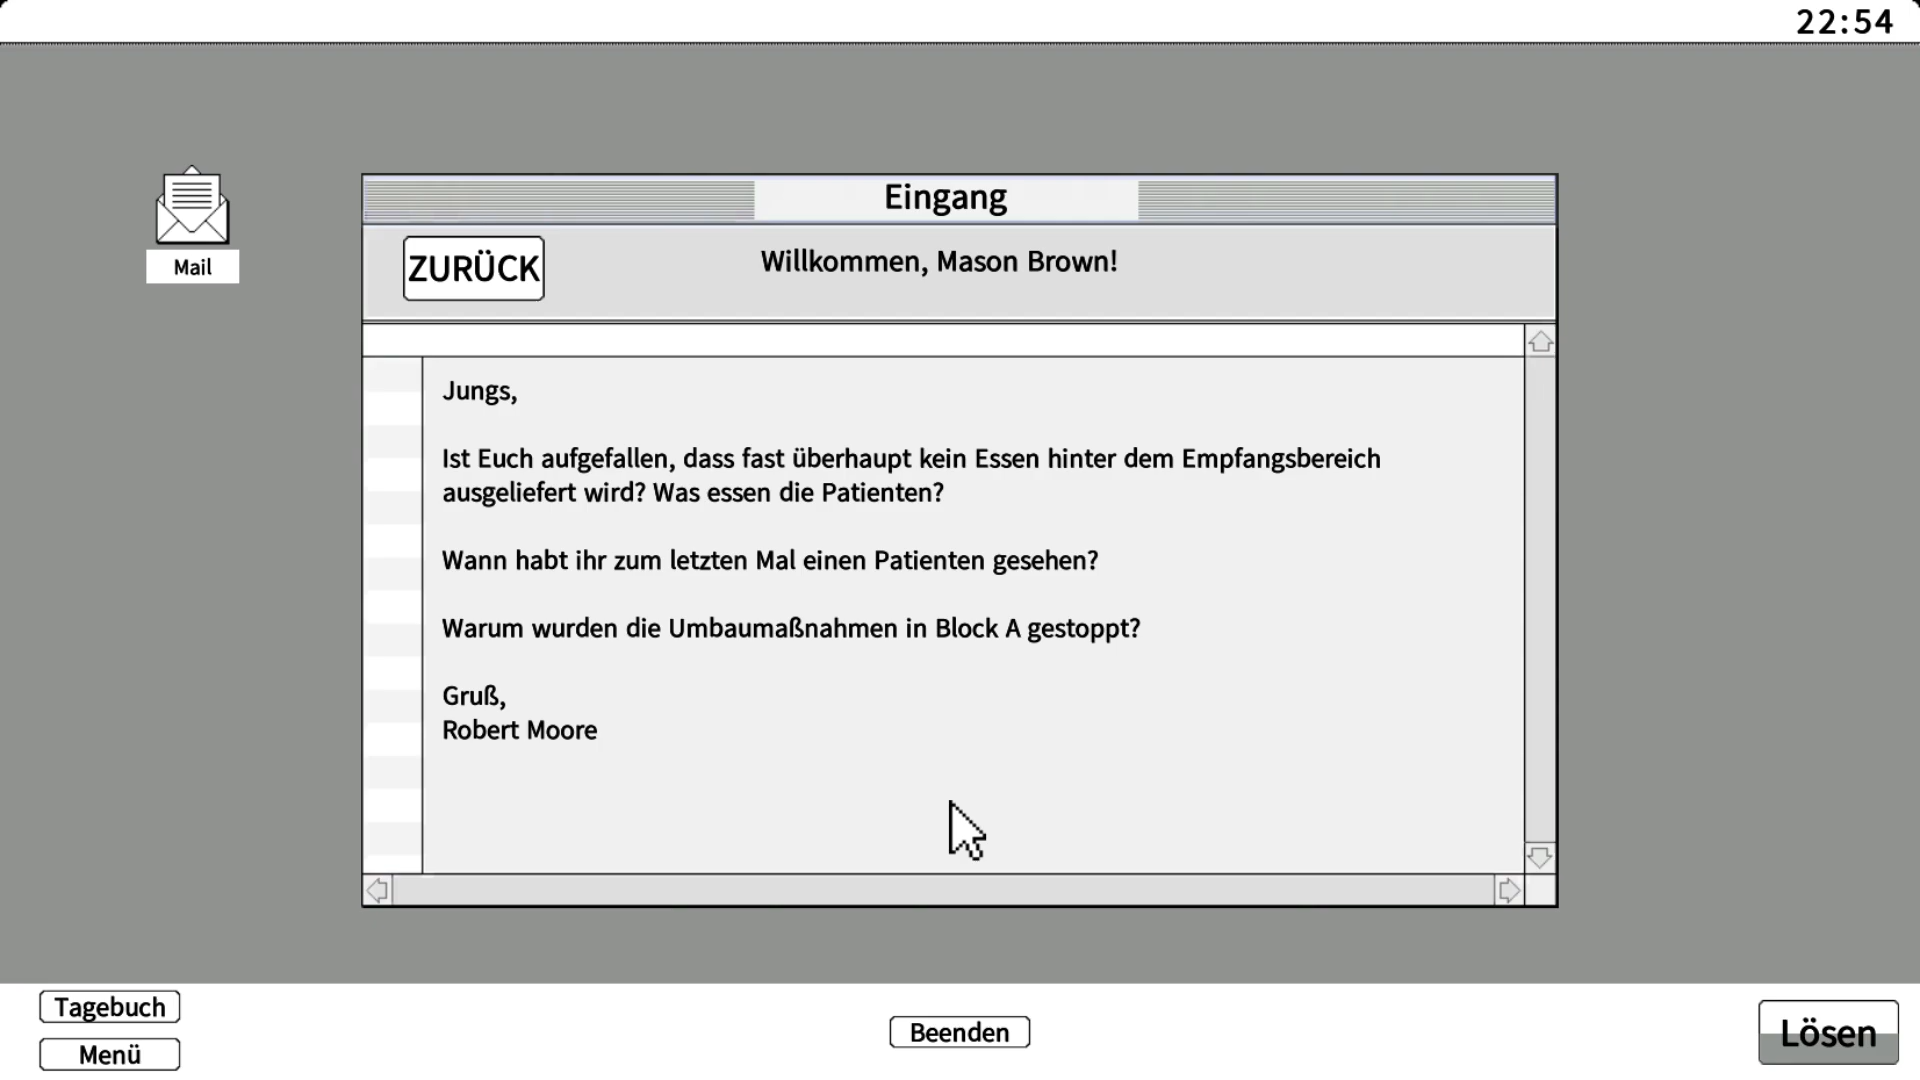 22:54
Mail
Eingang
ZURÜCK
Willkommen, Mason Brown!
Jungs,
Ist Euch aufgefallen, dass fast überhaupt kein Essen hinter dem Empfangsbereich
ausgeliefert wird? Was essen die Patienten?
Wann habt ihr zum letzten Mal einen Patienten gesehen?
Warum wurden die Umbaumaßnahmen in Block A gestoppt?
Gruß,
Robert Moore
Tagebuch
Menü
Beenden
Lösen